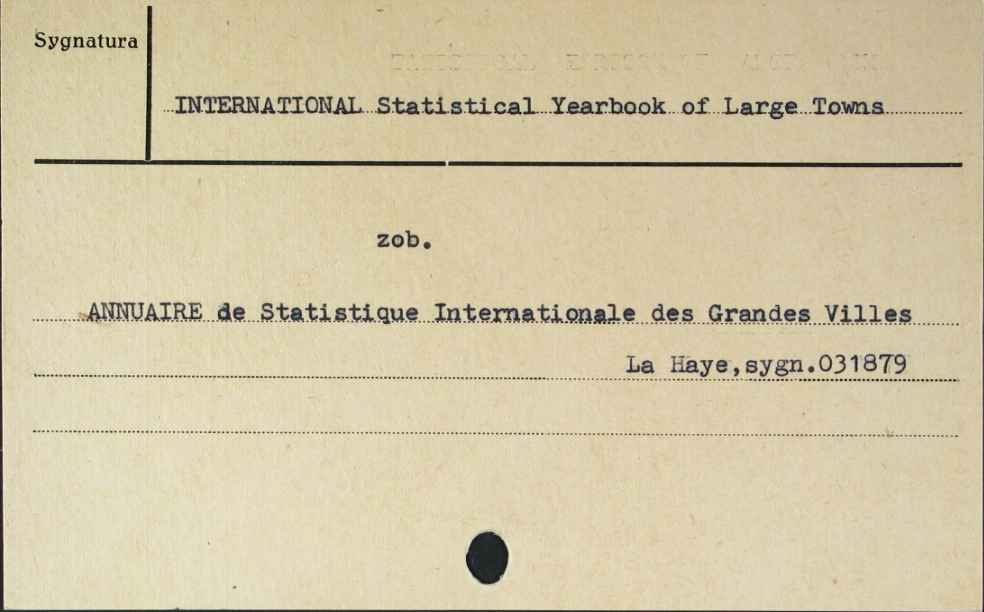 Sygnatura
INTERNATIONAL Statistical Yearbook of Large Towns
zob.
ANNUAIRE de Statistique Internationale des Grandes Villes
La Haye,sygn.031879